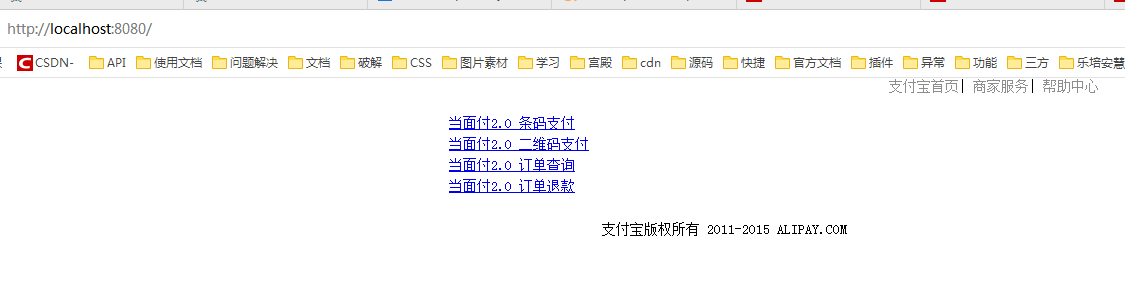 http://localhost:8080/
CSDN- API 使用文档 问题解决 文档 破解 CSS 图片素材 学习 宫殿 cdn 源码 快捷 官方文档 插件 异常 功能 三方 乐培安慧
支付宝首页| 商家服务| 帮助中心
当面付2.0 条码支付
当面付2.0 二维码支付
当面付2.0 订单查询
当面付2.0 订单退款
支付宝版权所有 2011-2015 ALIPAY.COM